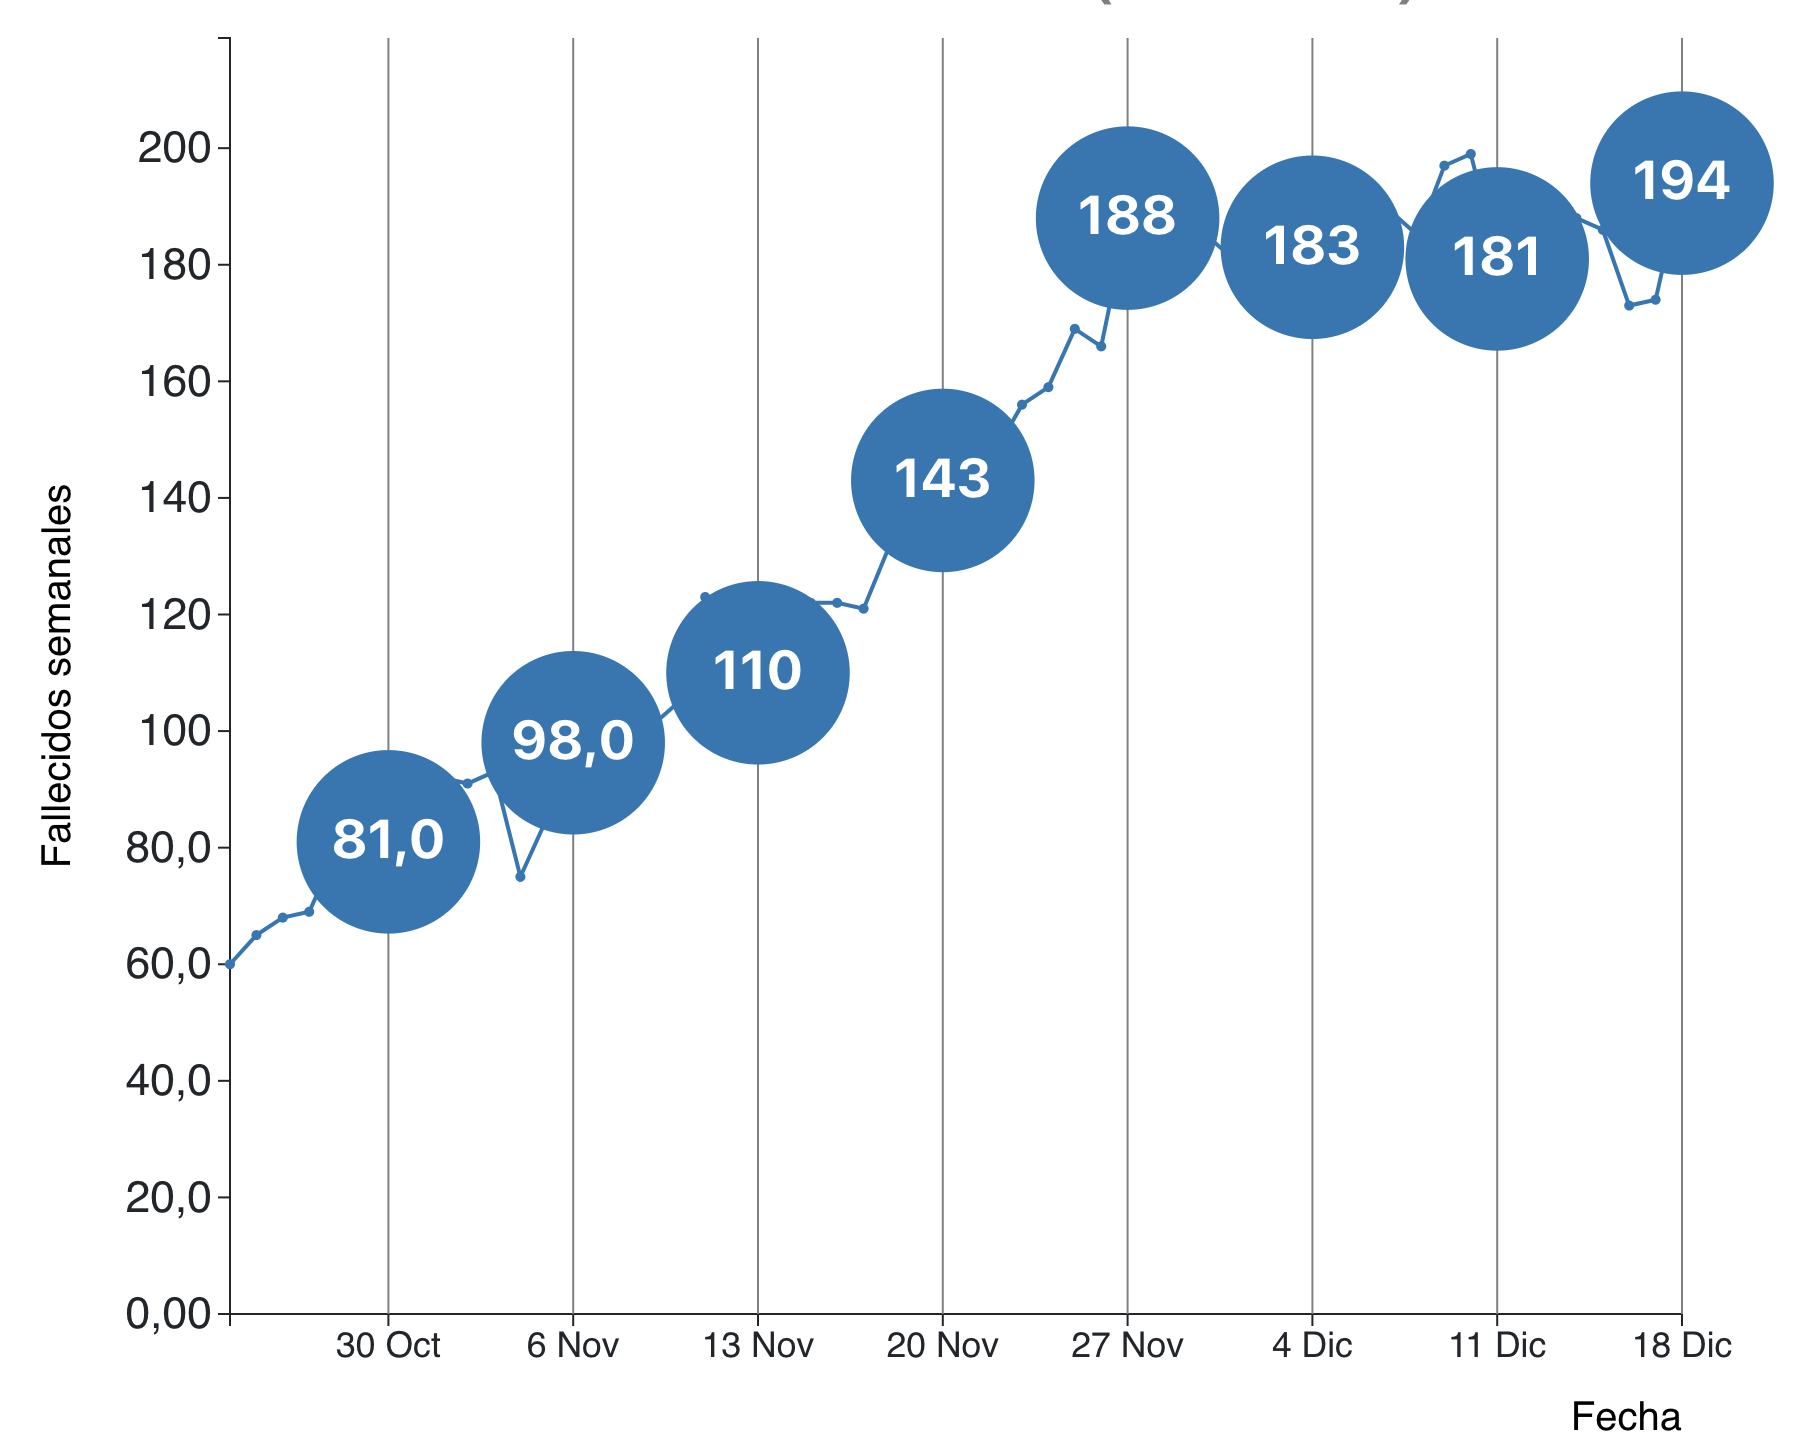 200
180
160
140
120
100
80,0
60,0
40,0
20,0
0,00
Fallecidos semanales
81,0
98,0
110
143
188
183
181
194
30 Oct
6 Nov
13 Nov
20 Nov
27 Nov
4 Dic
11 Dic
18 Dic
Fecha